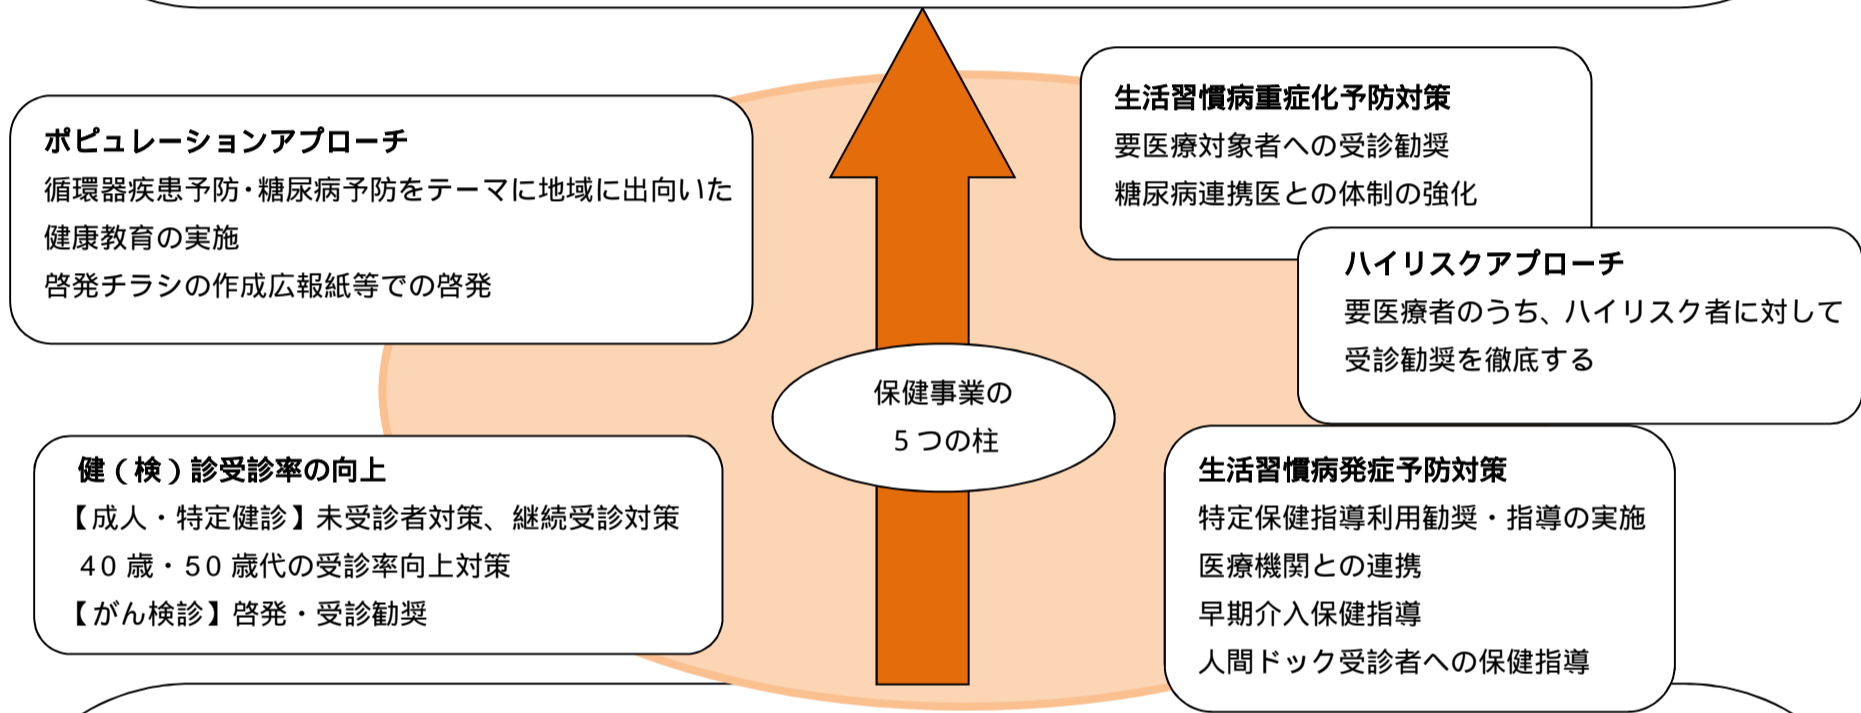 ポピュレーションアプローチ
循環器疾患予防・糖尿病予防をテーマに地域に出向いた
健康教育の実施
啓発チラシの作成広報紙等での啓発
生活習慣病重症化予防対策
要医療対象者への受診勧奨
糖尿病連携医との体制の強化
ハイリスクアプローチ
要医療者のうち、ハイリスク者に対して
受診勧奨を徹底する
保健事業の
5つの柱
健(検)診受診率の向上
【成人・特定健診】未受診者対策、継続受診対策
40歳・50歳代の受診率向上対策
【がん検診】啓発・受診勧奨
生活習慣病発症予防対策
特定保健指導利用勧奨・指導の実施
医療機関との連携
早期介入保健指導
人間ドック受診者への保健指導